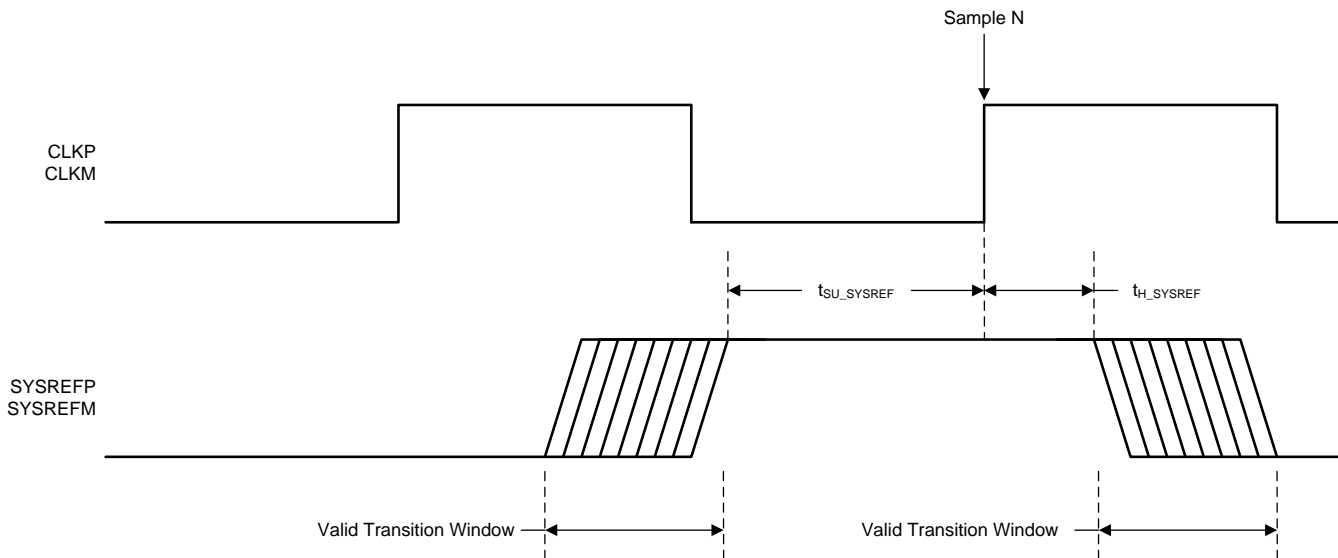 Sample N
CLKP
CLKM
tSU_SYSREF
tH_SYSREF
SYSREFP
SYSREFM
Valid Transition Window
Valid Transition Window